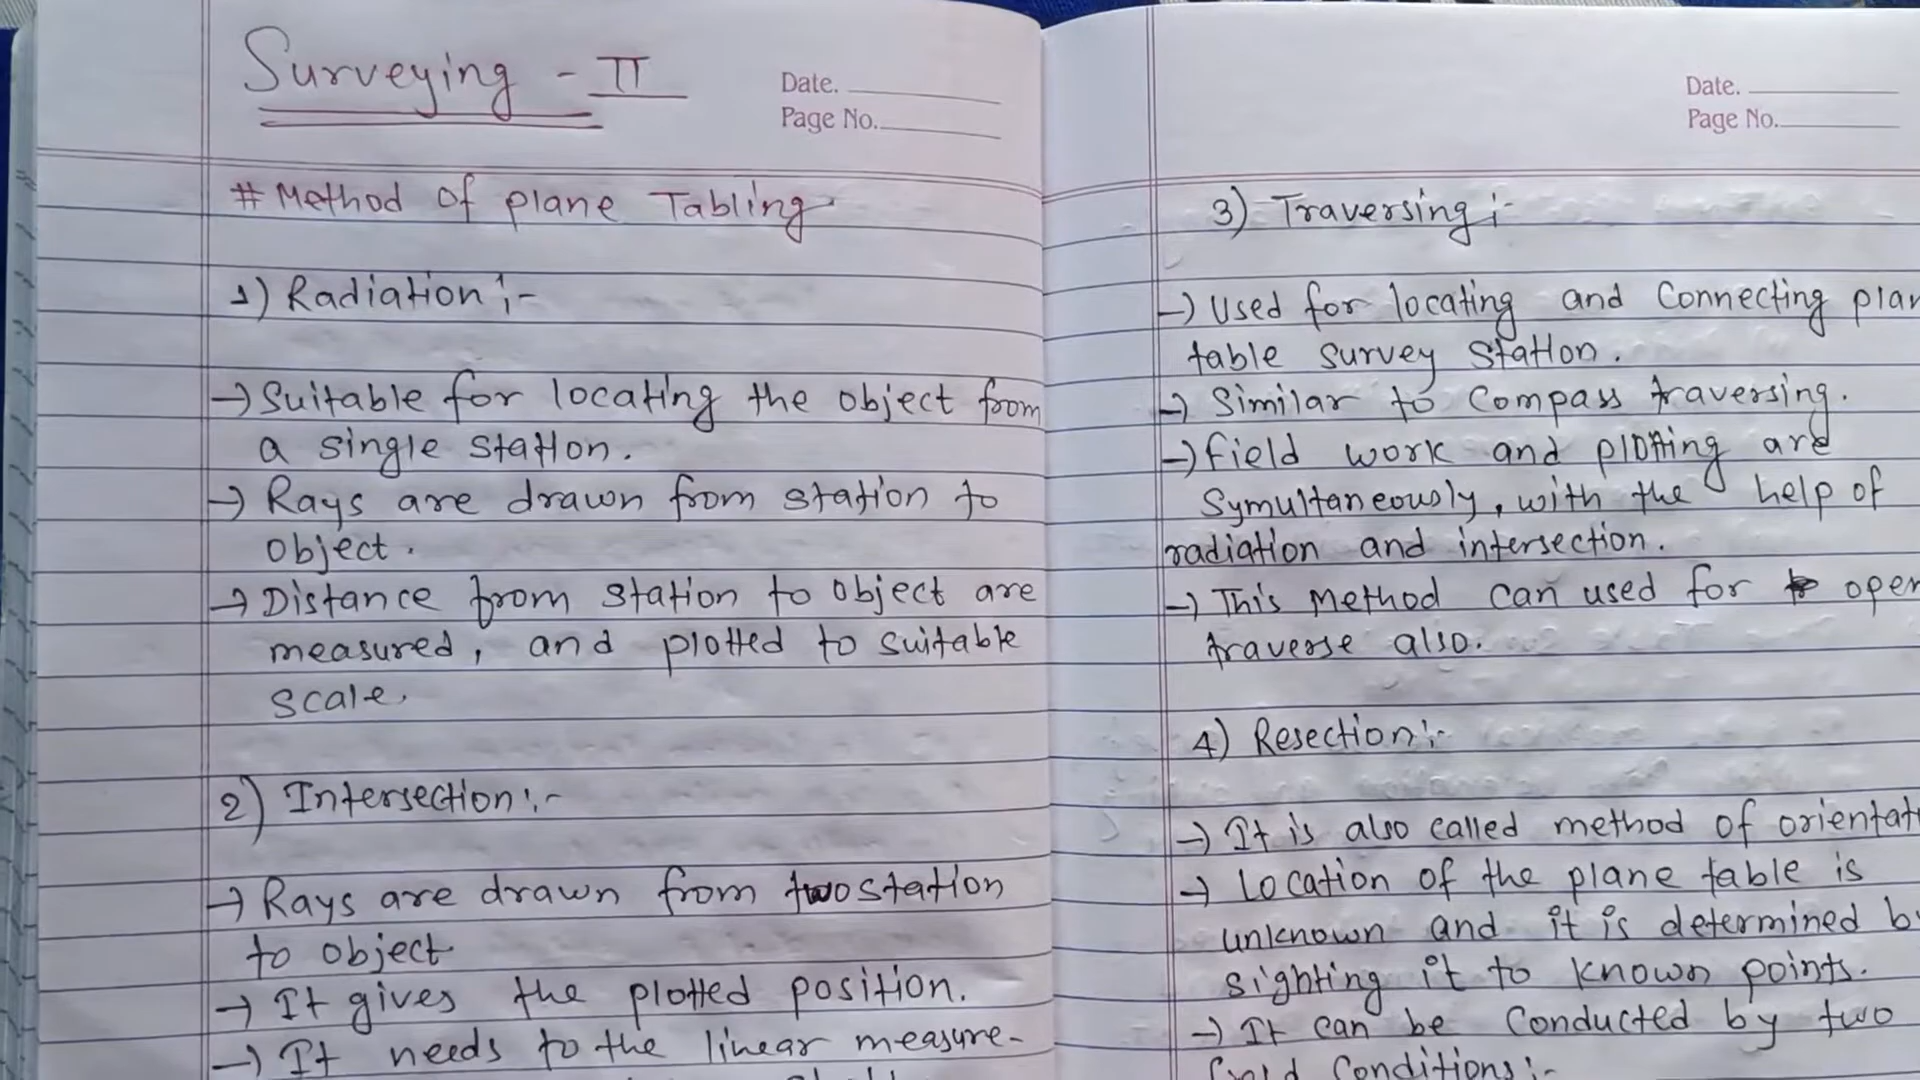 Surveying - II
Date.
Page No.
# Method of plane Tabling
1) Radiation :-
→ Suitable for locating the object from
a single station.
→ Rays are drawn from station to
object.
→ Distance from station to object are
measured, and plotted to suitable
scale.
2) Intersection :-
→ Rays are drawn from two station
to object
→ It gives the plotted position.
→ It needs to the linear measure-
Date.
Page No.
3) Traversing :-
→ Used for locating and Connecting plan
table survey station.
→ Similar to Compass traversing.
→ field work and plotting are
Symultaneously, with the help of
radiation and intersection.
→ This Method can used for open
traverse also.
4) Resection :-
→ It is also called method of orientati
→ Location of the plane table is
unknown and it is determined b
sighting it to known points.
→ It can be Conducted by two
field Conditions :-